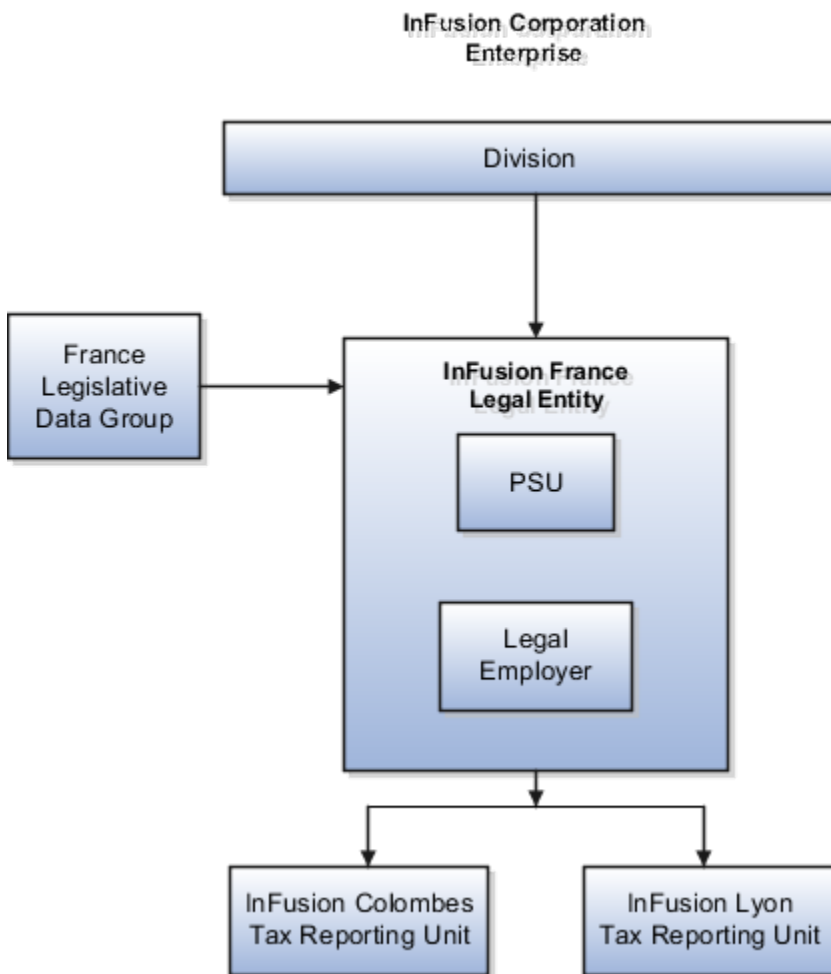 InFusion Corporation
Enterprise
Division
France
Legislative
Data Group
InFusion France
Legal Entity
PSU
Legal
Employer
InFusion Colombes
Tax Reporting Unit
InFusion Lyon
Tax Reporting Unit